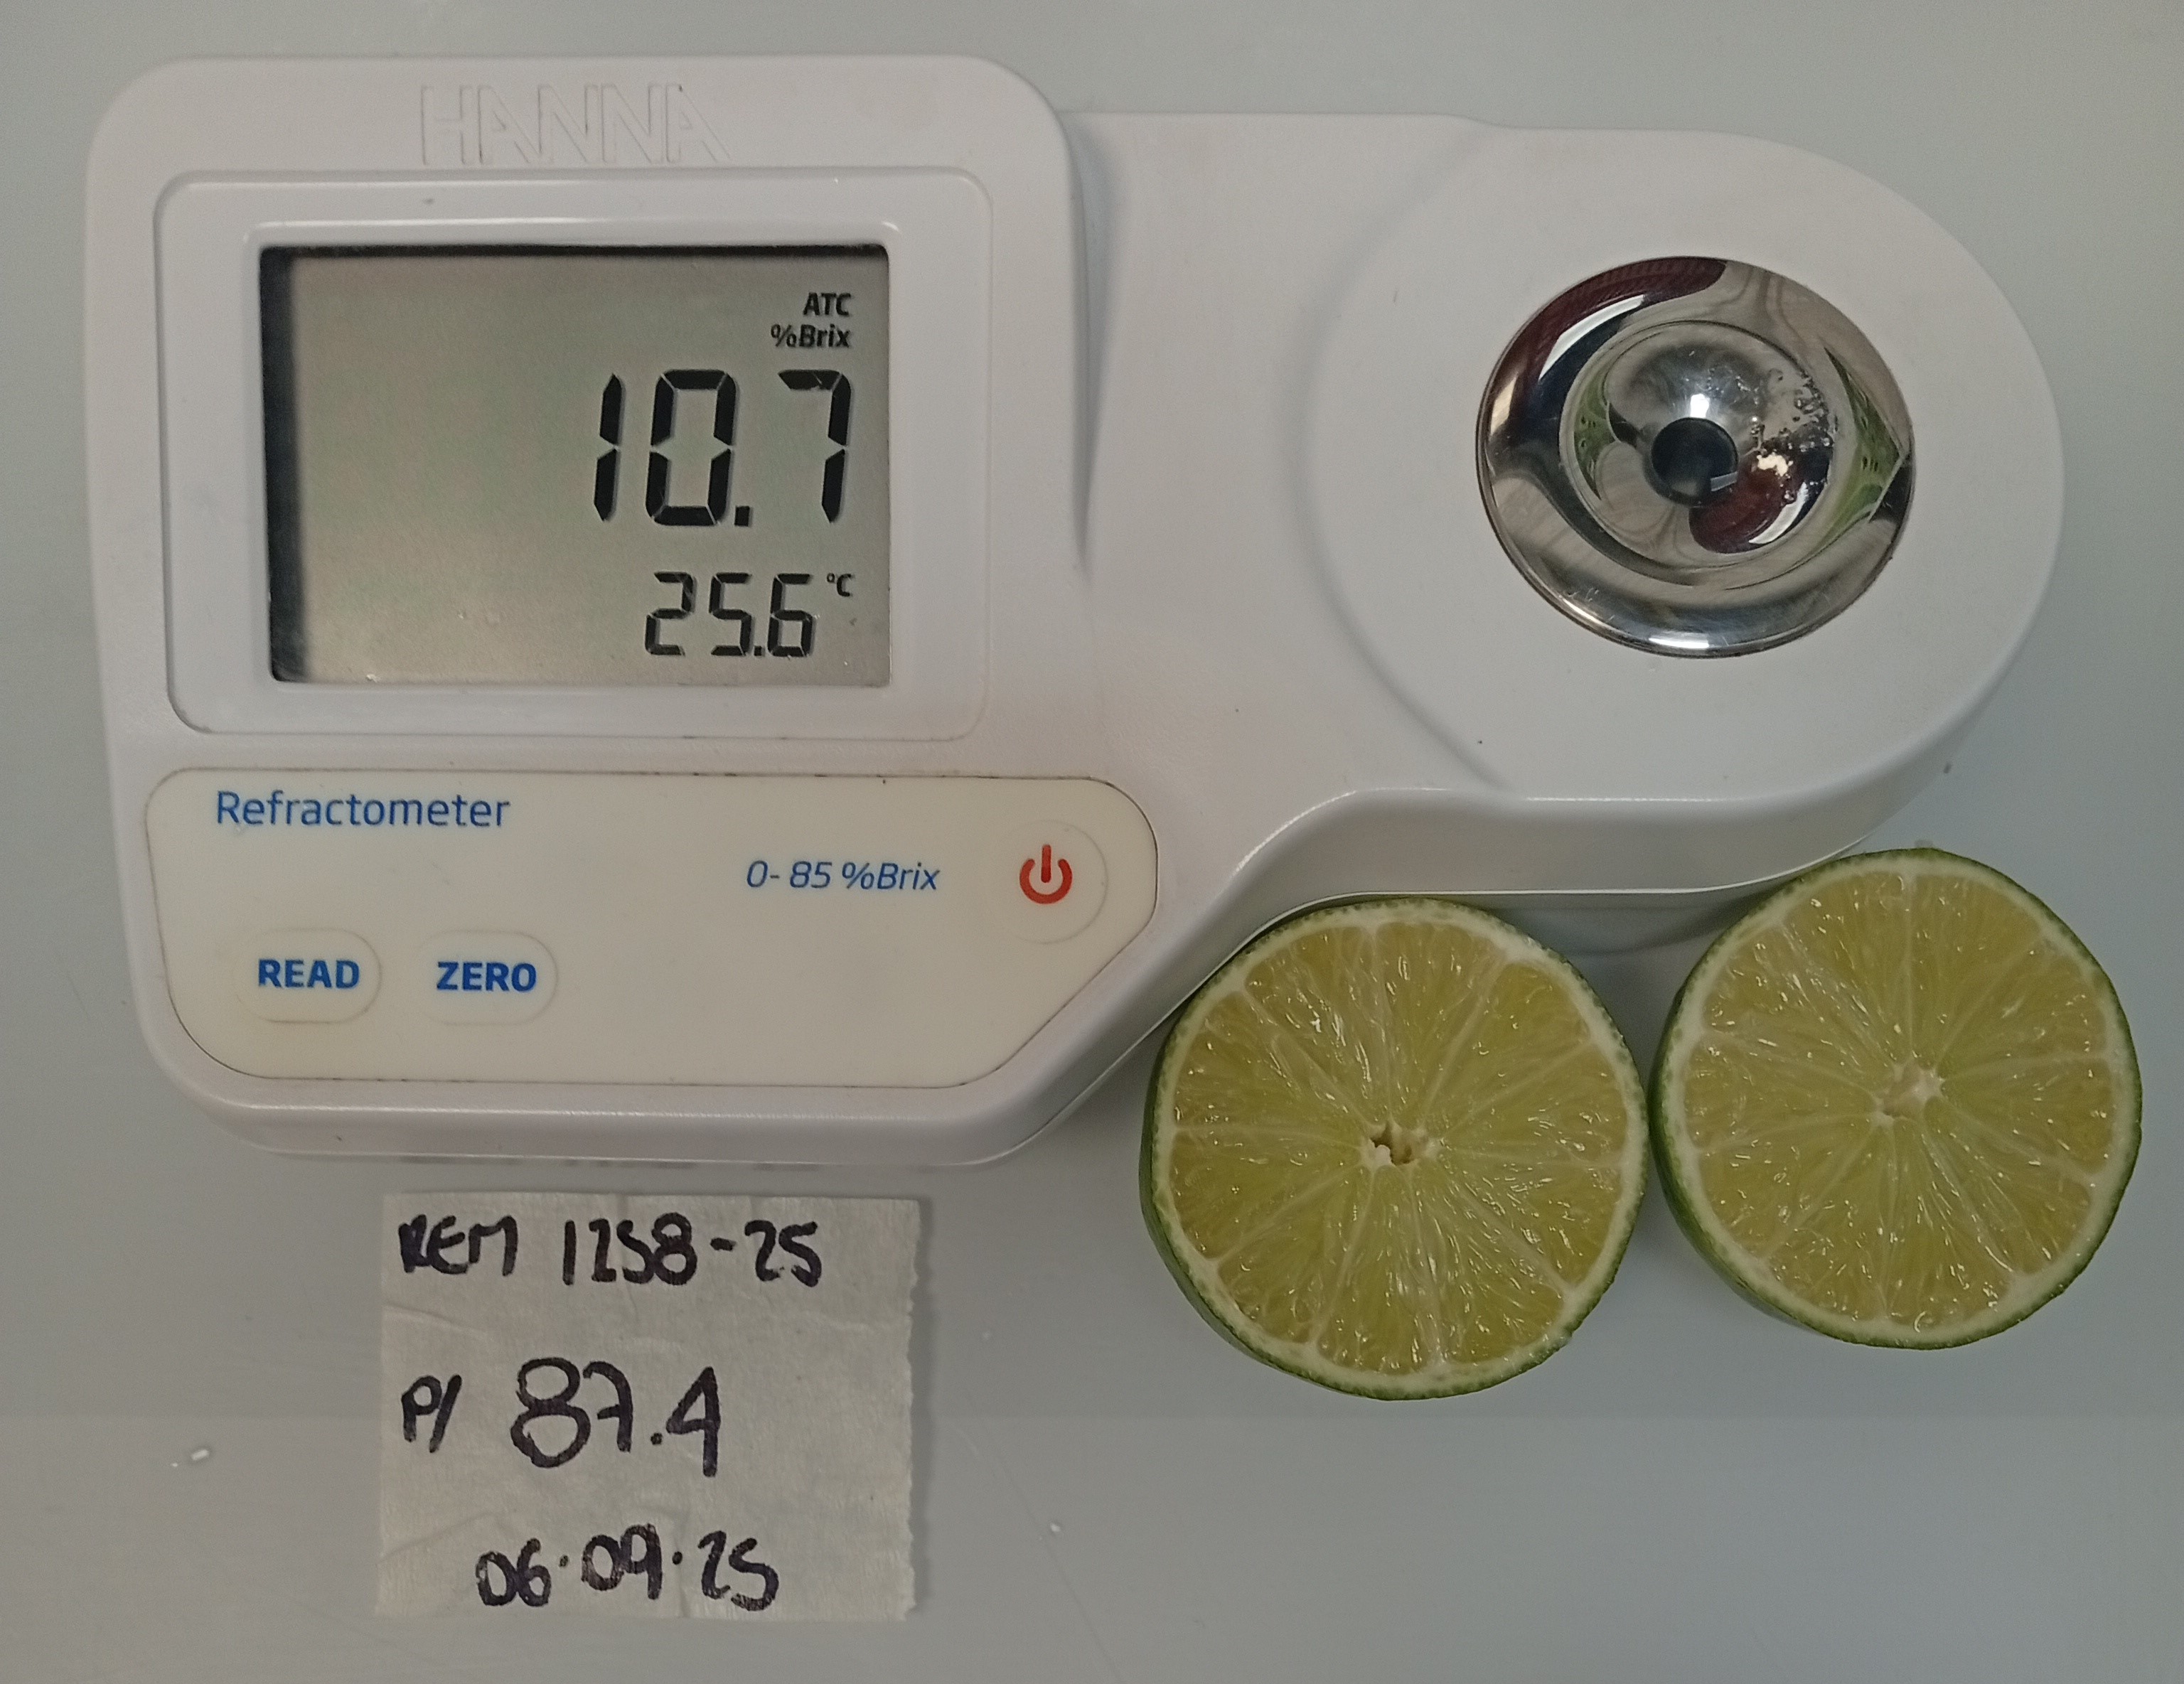 HANNA
ATC
%Brix
10.7
25.6 °C
Refractometer
0- 85 %Brix
READ ZERO
REM 1258-25
P/ 87.4
06.09.25